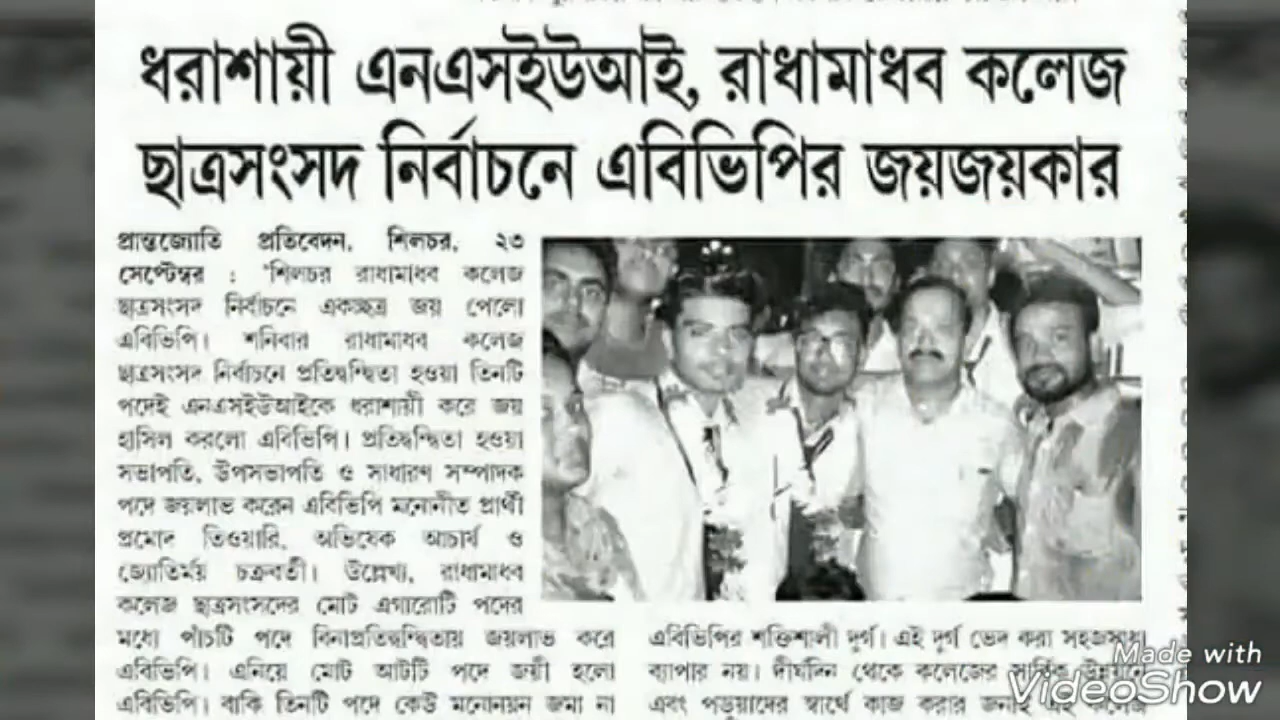 ধরাশায়ী এনএসইউআই, রাধামাধব কলেজ
ছাত্রসংসদ নির্বাচনে এবিভিপির জয়জয়কার
প্রান্তজ্যোতি প্রতিবেদন, শিলচর, ২৩
সেপ্টেম্বর : শিলচর রাধামাধব কলেজ
ছাত্রসংসদ নির্বাচনে একচ্ছত্র জয় পেলো
এবিভিপি। শনিবার রাধামাধব কলেজ
ছাত্রসংসদ নির্বাচনে প্রতিদ্বন্দ্বিতা হওয়া তিনটি
পদেই এনএসইউআইকে ধরাশায়ী করে জয়
হাসিল করলো এবিভিপি। প্রতিদ্বন্দ্বিতা হওয়া
সভাপতি, উপসভাপতি ও সাধারণ সম্পাদক
পদে জয়লাভ করেন এবিভিপি মনোনীত প্রার্থী
প্রমোদ তিওয়ারি, অভিষেক আচার্য ও
জ্যোতির্ময় চক্রবর্তী। উল্লেখ্য, রাধামাধব
কলেজ ছাত্রসংসদের মোট এগারোটি পদের
মধ্যে পাঁচটি পদে বিনাপ্রতিদ্বন্দ্বিতায় জয়লাভ করে
এবিভিপি। এনিয়ে মোট আটটি পদে জয়ী হলো
এবিভিপি। বাকি তিনটি পদে কেউ মনোনয়ন জমা না
এবিভিপির শক্তিশালী দুর্গ। এই দুর্গ ভেদ করা সহজসাধ্য
ব্যাপার নয়। দীর্ঘদিন থেকে কলেজের সার্বিক উন্নয়নে
এবং পড়ুয়াদের স্বার্থে কাজ করার জন্যই এই
Made with
VideoShow